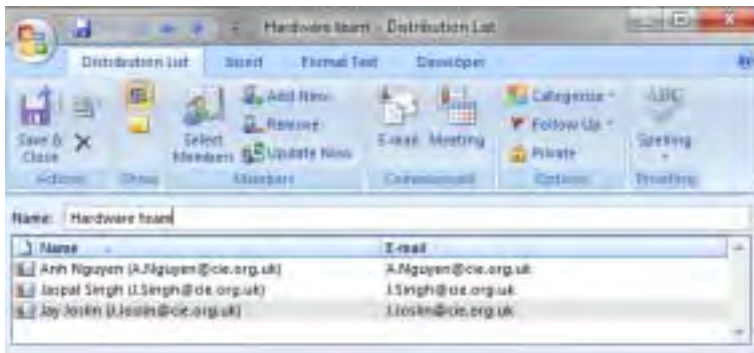 Hardware team - Distribution List
Distribution List Insert Format Text Developer
Save & Close
Select Members
Add New
Remove
Update Now
E-mail Meeting
Categorize
Follow Up
Private
ABC
Spelling
Actions Show Members Communicate Options Proofing
Name: Hardware team
Name E-mail
Anh Nguyen (A.Nguyen@cie.org.uk) A.Nguyen@cie.org.uk
Jaspal Singh (J.Singh@cie.org.uk) J.Singh@cie.org.uk
Jay Joslin (J.Joslin@cie.org.uk) J.Joslin@cie.org.uk